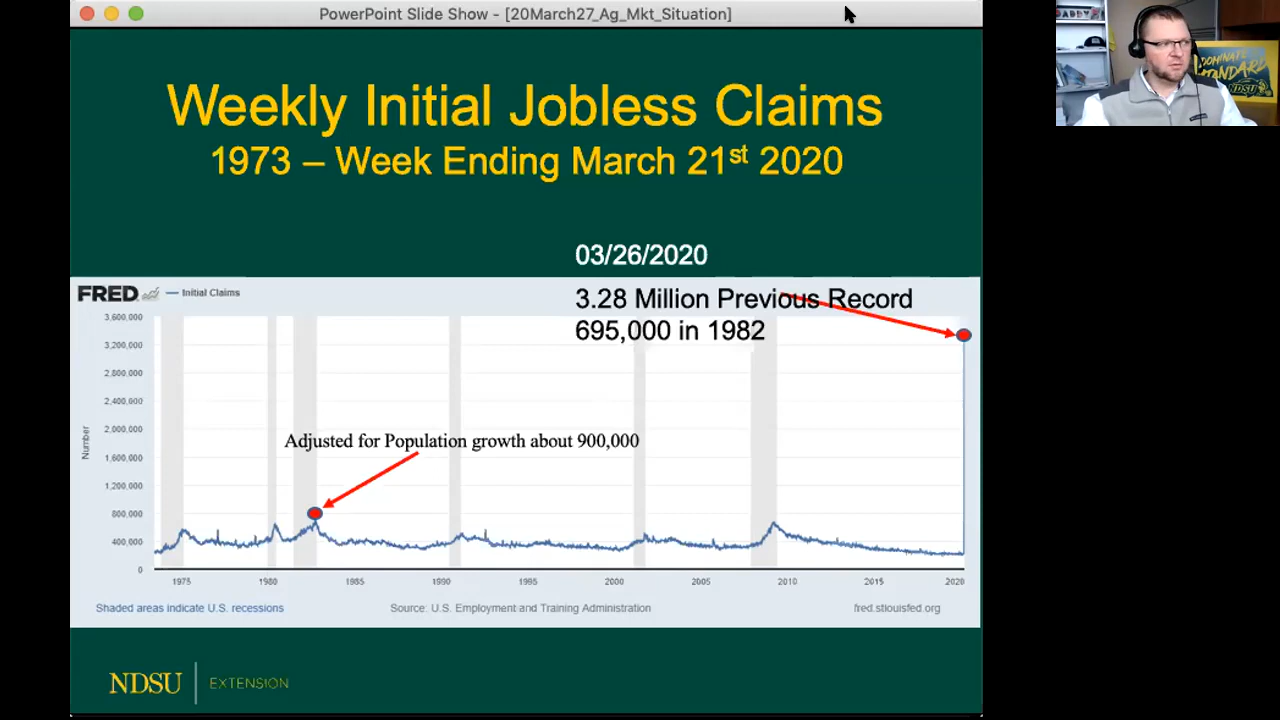 PowerPoint Slide Show - [20March27_Ag_Mkt_Situation]
Weekly Initial Jobless Claims
1973 – Week Ending March 21st 2020
03/26/2020
3.28 Million Previous Record
695,000 in 1982
FRED
Initial Claims
3,600,000
3,200,000
2,800,000
2,400,000
2,000,000
1,600,000
1,200,000
800,000
400,000
0
Number
Adjusted for Population growth about 900,000
1975 1980 1985 1990 1995 2000 2005 2010 2015 2020
Shaded areas indicate U.S. recessions
Source: U.S. Employment and Training Administration
fred.stlouisfed.org
NDSU EXTENSION
DADDY
DOMINATE
STANDARD
NDSU